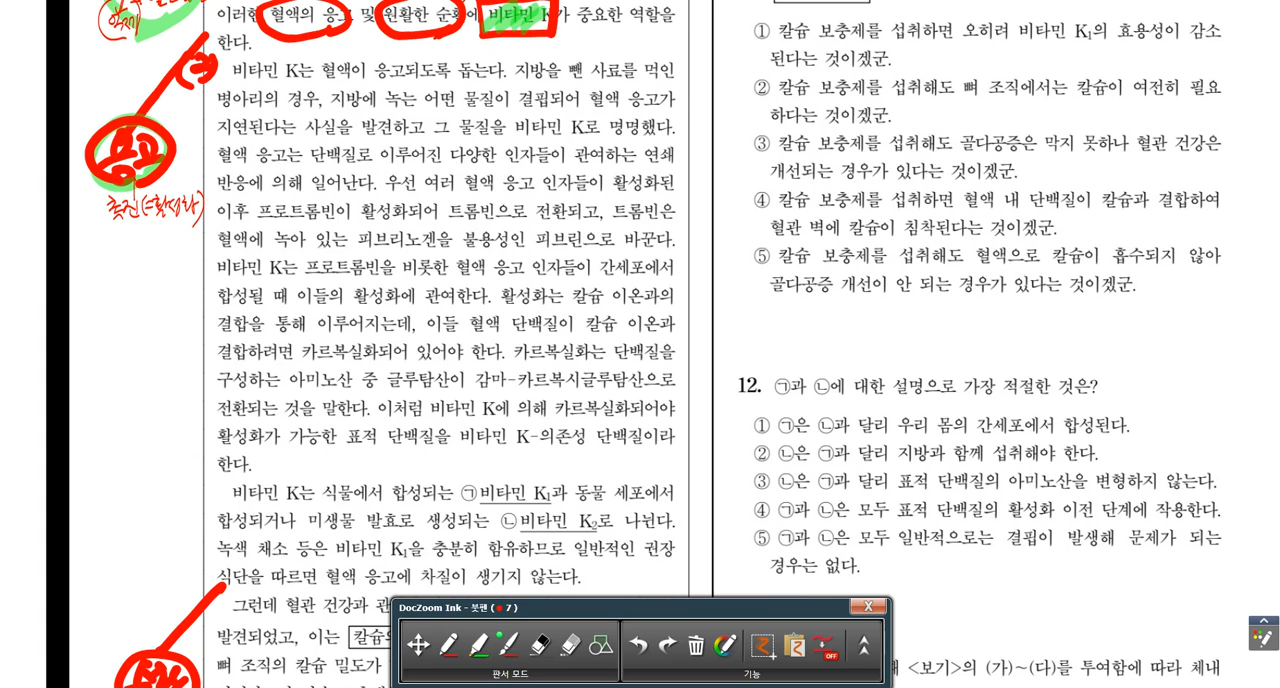 이러한 혈액의 응고 및 원활한 순환에 비타민 K가 중요한 역할을
한다.
비타민 K는 혈액이 응고되도록 돕는다. 지방을 뺀 사료를 먹인
병아리의 경우, 지방에 녹는 어떤 물질이 결핍되어 혈액 응고가
지연된다는 사실을 발견하고 그 물질을 비타민 K로 명명했다.
혈액 응고는 단백질로 이루어진 다양한 인자들이 관여하는 연쇄
반응에 의해 일어난다. 우선 여러 혈액 응고 인자들이 활성화된
이후 프로트롬빈이 활성화되어 트롬빈으로 전환되고, 트롬빈은
혈액에 녹아 있는 피브리노겐을 불용성인 피브린으로 바꾼다.
비타민 K는 프로트롬빈을 비롯한 혈액 응고 인자들이 간세포에서
합성될 때 이들의 활성화에 관여한다. 활성화는 칼슘 이온과의
결합을 통해 이루어지는데, 이들 혈액 단백질이 칼슘 이온과
결합하려면 카르복실화되어 있어야 한다. 카르복실화는 단백질을
구성하는 아미노산 중 글루탐산이 감마-카르복시글루탐산으로
전환되는 것을 말한다. 이처럼 비타민 K에 의해 카르복실화되어야
활성화가 가능한 표적 단백질을 비타민 K-의존성 단백질이라
한다.
비타민 K는 식물에서 합성되는 ㉠비타민 K₁과 동물 세포에서
합성되거나 미생물 발효로 생성되는 ㉡비타민 K₂로 나뉜다.
녹색 채소 등은 비타민 K₁을 충분히 함유하므로 일반적인 권장
식단을 따르면 혈액 응고에 차질이 생기지 않는다.
그런데 혈관 건강과 관
발견되었고, 이는 칼슘
뼈 조직의 칼슘 밀도가
억제
응고
촉진(=활성화)
① 칼슘 보충제를 섭취하면 오히려 비타민 K₁의 효용성이 감소
된다는 것이겠군.
② 칼슘 보충제를 섭취해도 뼈 조직에서는 칼슘이 여전히 필요
하다는 것이겠군.
③ 칼슘 보충제를 섭취해도 골다공증은 막지 못하나 혈관 건강은
개선되는 경우가 있다는 것이겠군.
④ 칼슘 보충제를 섭취하면 혈액 내 단백질이 칼슘과 결합하여
혈관 벽에 칼슘이 침착된다는 것이겠군.
⑤ 칼슘 보충제를 섭취해도 혈액으로 칼슘이 흡수되지 않아
골다공증 개선이 안 되는 경우가 있다는 것이겠군.
12. ㉠과 ㉡에 대한 설명으로 가장 적절한 것은?
① ㉠은 ㉡과 달리 우리 몸의 간세포에서 합성된다.
② ㉡은 ㉠과 달리 지방과 함께 섭취해야 한다.
③ ㉡은 ㉠과 달리 표적 단백질의 아미노산을 변형하지 않는다.
④ ㉠과 ㉡은 모두 표적 단백질의 활성화 이전 단계에 작용한다.
⑤ ㉠과 ㉡은 모두 일반적으로는 결핍이 발생해 문제가 되는
경우는 없다.
<보기>의 (가)~(다)를 투여함에 따라 체내
DocZoom Ink - 붓펜 ( 7 )
X
OFF
판서 모드
기능